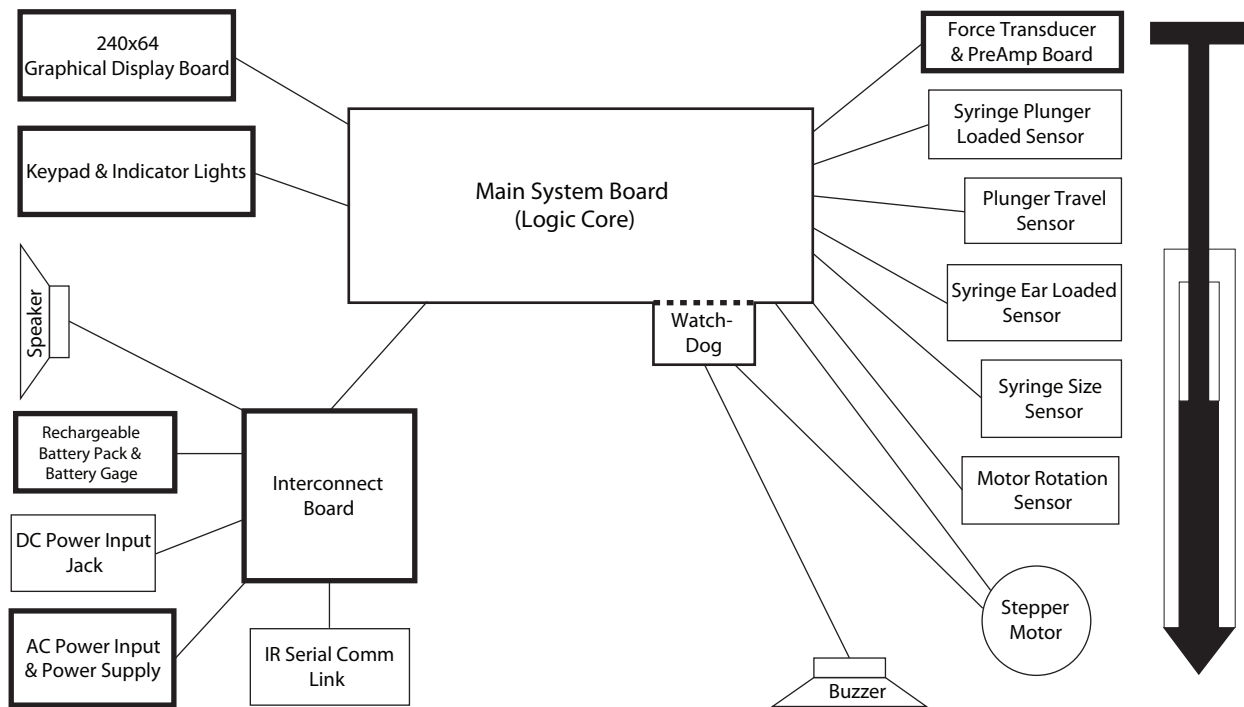 240x64
Graphical Display Board
Keypad & Indicator Lights
Speaker
Rechargeable
Battery Pack &
Battery Gage
DC Power Input
Jack
AC Power Input
& Power Supply
Interconnect
Board
IR Serial Comm
Link
Main System Board
(Logic Core)
Watch-
Dog
Buzzer
Force Transducer
& PreAmp Board
Syringe Plunger
Loaded Sensor
Plunger Travel
Sensor
Syringe Ear Loaded
Sensor
Syringe Size
Sensor
Motor Rotation
Sensor
Stepper
Motor